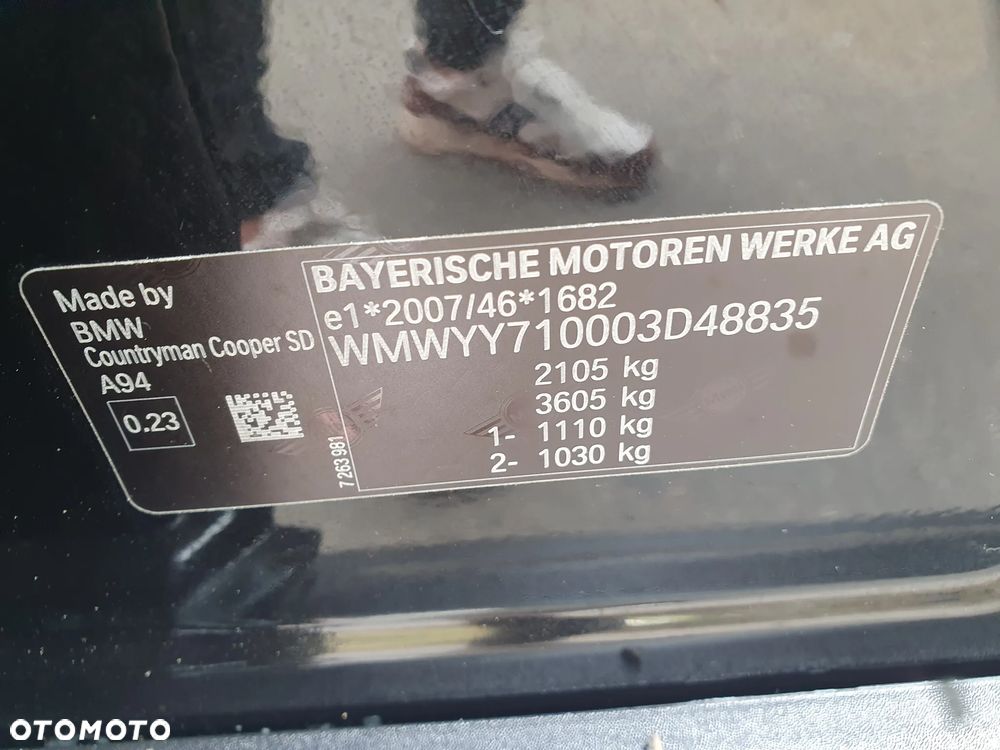 Made by
BMW
Countryman Cooper SD
A94
0.23
7 263 981
BAYERISCHE MOTOREN WERKE AG
e1*2007/46*1682
WMWYY710003D48835
2105 kg
3605 kg
1- 1110 kg
2- 1030 kg
OTOMOTO